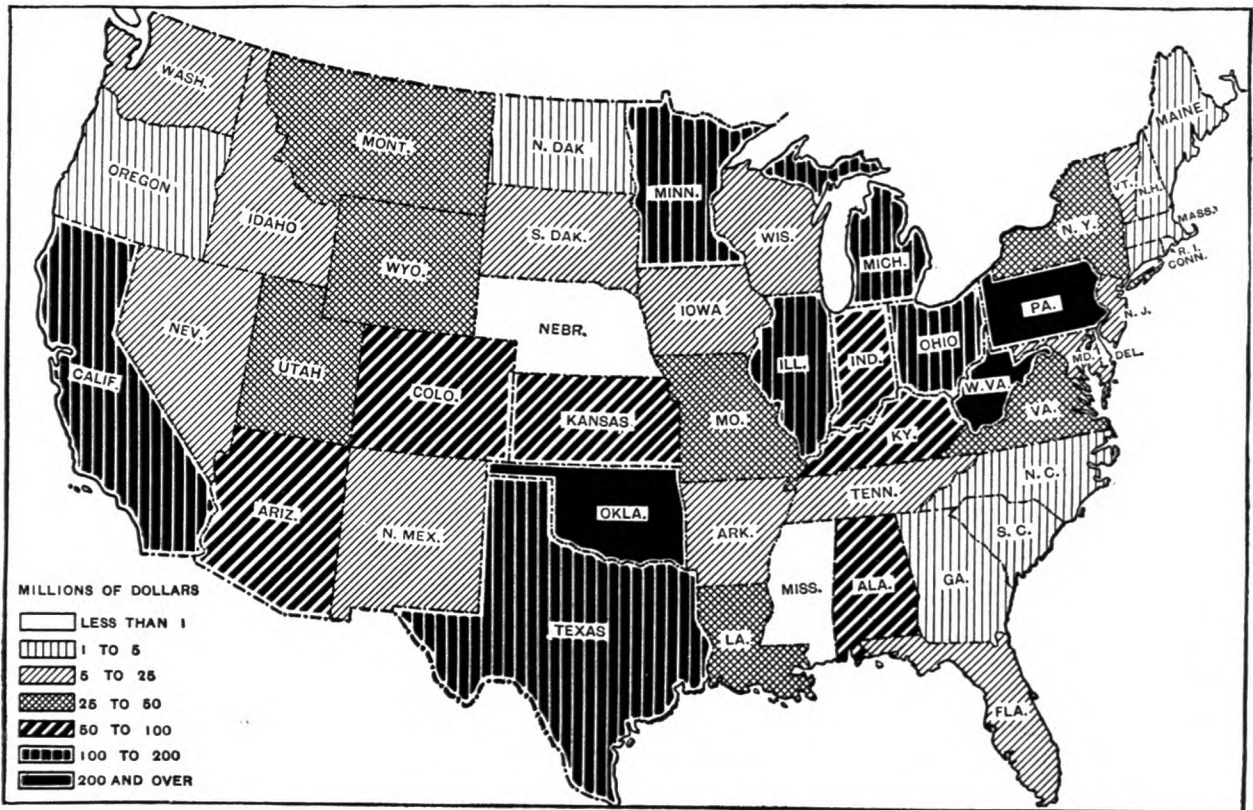 WASH.
MONT.
N. DAK
MINN.
MAINE
OREGON
IDAHO
S. DAK.
WIS.
MICH.
VT.
N.H.
MASS.
N. Y.
R. I.
CONN.
WYO.
IOWA
PA.
N. J.
NEV.
NEBR.
UTAH
ILL.
IND.
OHIO
MD.
DEL.
W. VA.
CALIF.
COLO.
KANSAS.
MO.
KY.
VA.
ARIZ.
N. MEX.
OKLA.
ARK.
TENN.
N. C.
S. C.
MISS.
ALA.
GA.
TEXAS
LA.
FLA.
MILLIONS OF DOLLARS
LESS THAN 1
1 TO 5
5 TO 25
25 TO 50
50 TO 100
100 TO 200
200 AND OVER